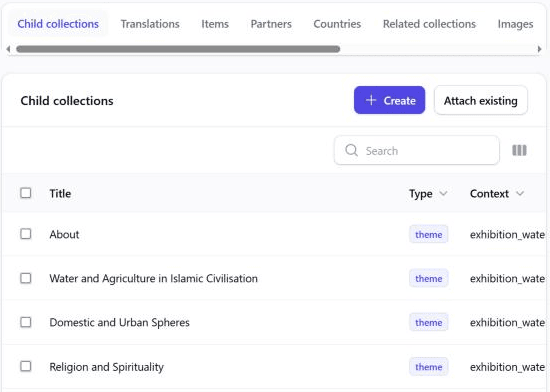 Child collections Translations Items Partners Countries Related collections Images
Child collections Create Attach existing
Search
Title Type Context
About theme exhibition_wate
Water and Agriculture in Islamic Civilisation theme exhibition_wate
Domestic and Urban Spheres theme exhibition_wate
Religion and Spirituality theme exhibition_wate